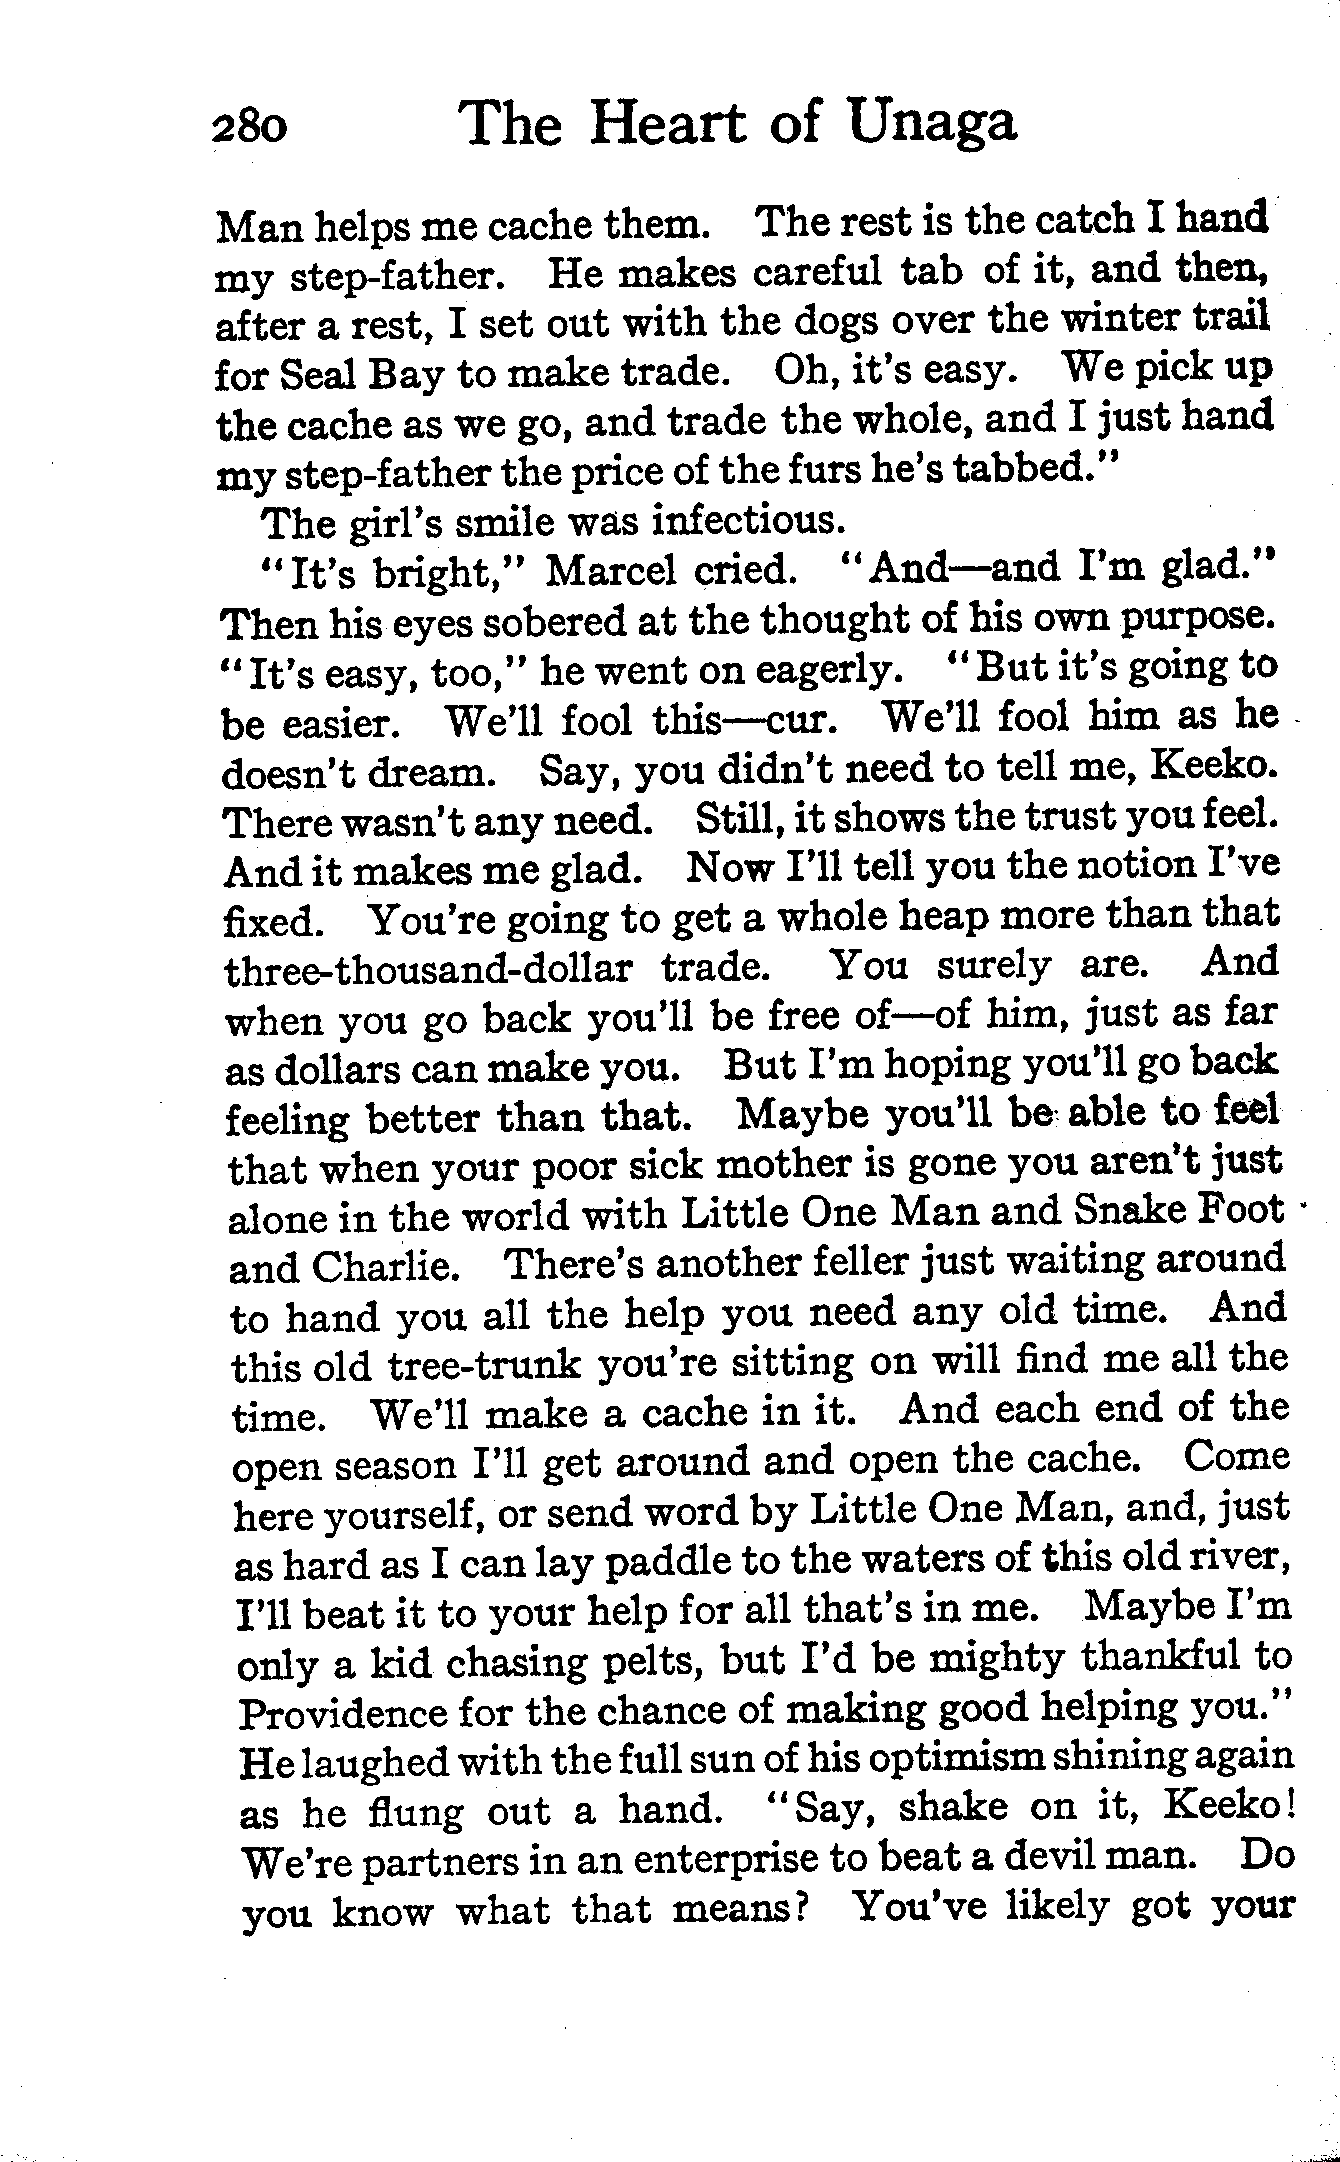 280 The Heart of Unaga
Man helps me cache them. The rest is the catch I hand
my step-father. He makes careful tab of it, and then,
after a rest, I set out with the dogs over the winter trail
for Seal Bay to make trade. Oh, it's easy. We pick up
the cache as we go, and trade the whole, and I just hand
my step-father the price of the furs he's tabbed."
The girl's smile was infectious.
"It's bright," Marcel cried. "And—and I'm glad."
Then his eyes sobered at the thought of his own purpose.
"It's easy, too," he went on eagerly. "But it's going to
be easier. We'll fool this—cur. We'll fool him as he
doesn't dream. Say, you didn't need to tell me, Keeko.
There wasn't any need. Still, it shows the trust you feel.
And it makes me glad. Now I'll tell you the notion I've
fixed. You're going to get a whole heap more than that
three-thousand-dollar trade. You surely are. And
when you go back you'll be free of—of him, just as far
as dollars can make you. But I'm hoping you'll go back
feeling better than that. Maybe you'll be able to feel
that when your poor sick mother is gone you aren't just
alone in the world with Little One Man and Snake Foot
and Charlie. There's another feller just waiting around
to hand you all the help you need any old time. And
this old tree-trunk you're sitting on will find me all the
time. We'll make a cache in it. And each end of the
open season I'll get around and open the cache. Come
here yourself, or send word by Little One Man, and, just
as hard as I can lay paddle to the waters of this old river,
I'll beat it to your help for all that's in me. Maybe I'm
only a kid chasing pelts, but I'd be mighty thankful to
Providence for the chance of making good helping you."
He laughed with the full sun of his optimism shining again
as he flung out a hand. "Say, shake on it, Keeko!
We're partners in an enterprise to beat a devil man. Do
you know what that means? You've likely got your